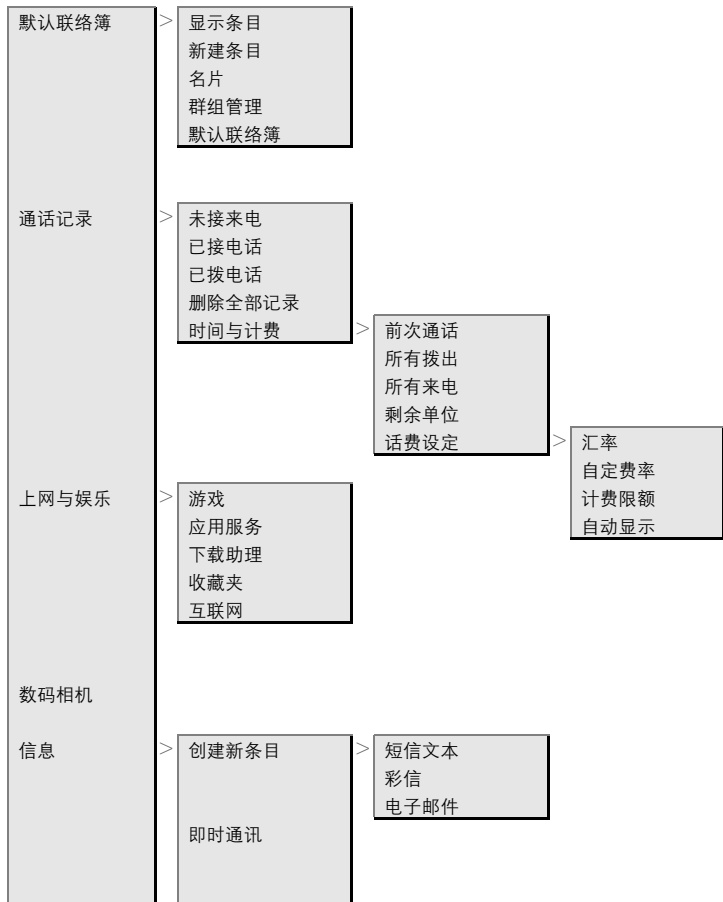 默认联络簿
>
显示条目
新建条目
名片
群组管理
默认联络簿
通话记录
>
未接来电
已接电话
已拨电话
删除全部记录
时间与计费
>
前次通话
所有拨出
所有来电
剩余单位
话费设定
>
汇率
自定费率
计费限额
自动显示
上网与娱乐
>
游戏
应用服务
下载助理
收藏夹
互联网
数码相机
信息
>
创建新条目
>
短信文本
彩信
电子邮件
即时通讯